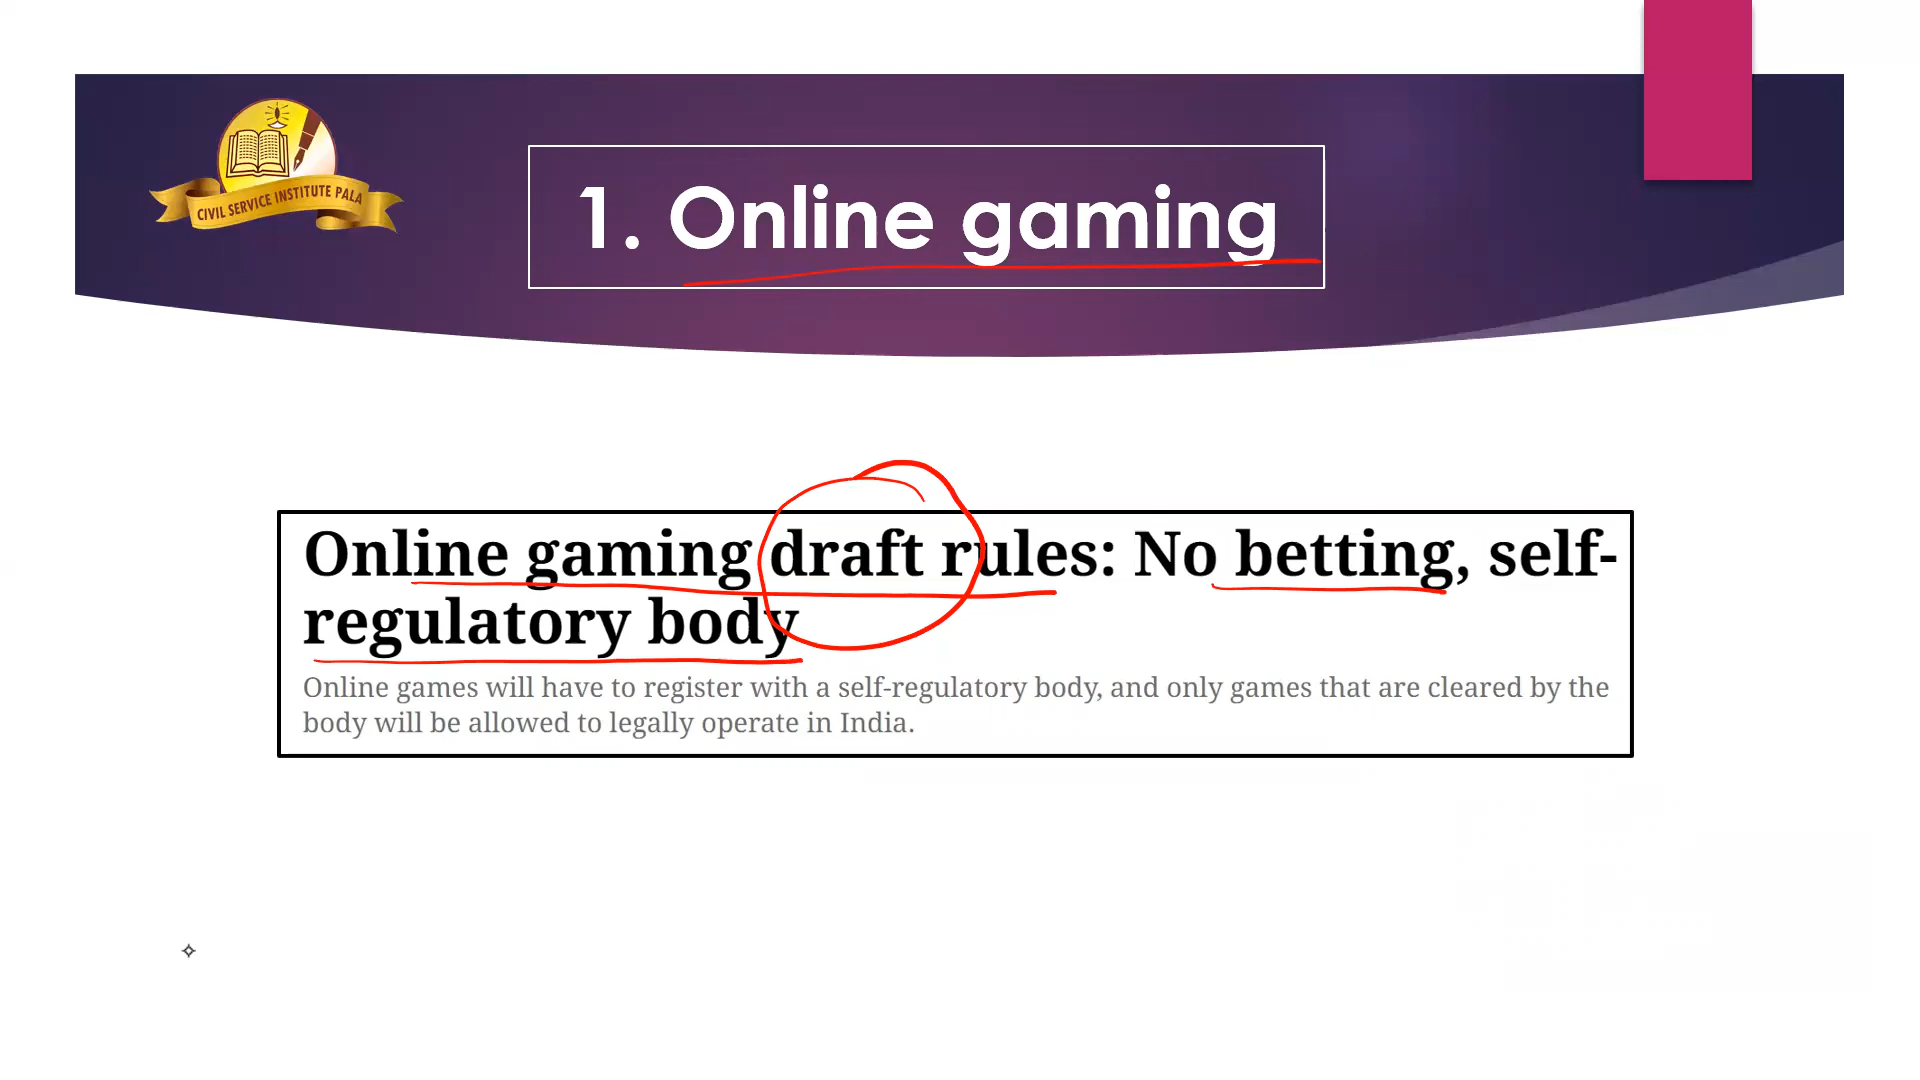 CIVIL SERVICE INSTITUTE PALA
1. Online gaming
Online gaming draft rules: No betting, self-
regulatory body
Online games will have to register with a self-regulatory body, and only games that are cleared by the
body will be allowed to legally operate in India.